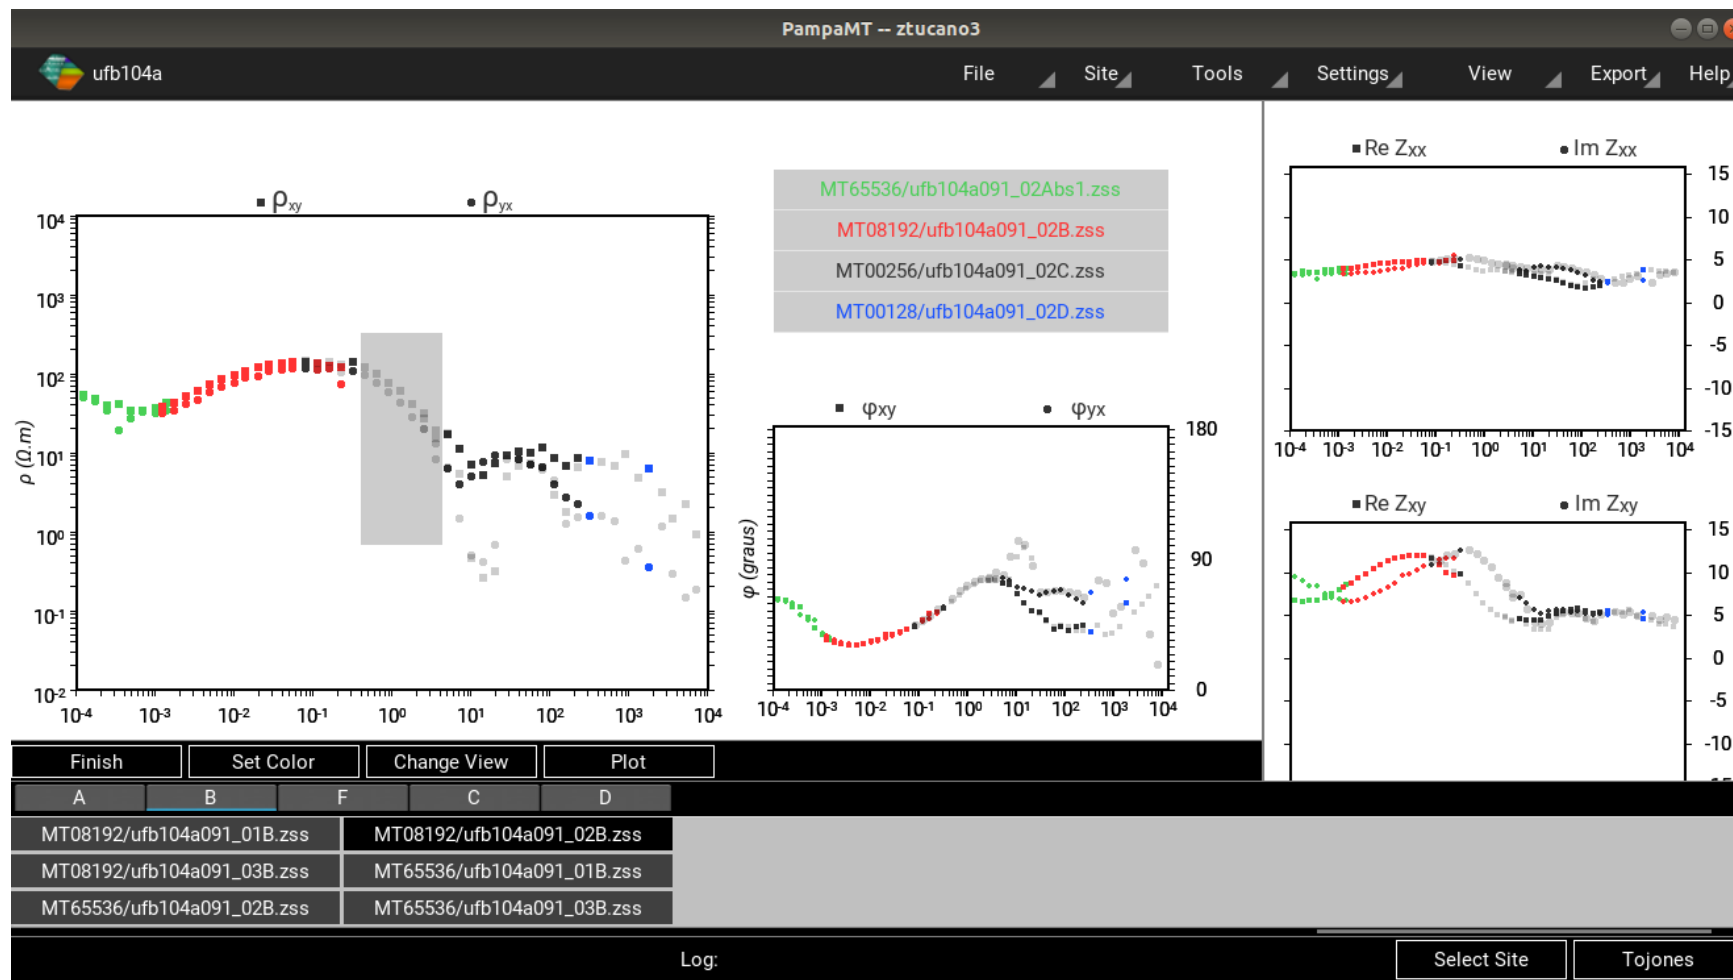 PampaMT -- ztucano3
ufb104a File Site Tools Settings View Export Help
ρxy ρyx
10⁴
10³
10²
10¹
10⁰
10⁻¹
10⁻²
ρ (Ω.m)
10⁻⁴ 10⁻³ 10⁻² 10⁻¹ 10⁰ 10¹ 10² 10³ 10⁴
MT65536/ufb104a091_02Abs1.zss
MT08192/ufb104a091_02B.zss
MT00256/ufb104a091_02C.zss
MT00128/ufb104a091_02D.zss
φxy φyx
180
90
0
φ (graus)
10⁻⁴ 10⁻³ 10⁻² 10⁻¹ 10⁰ 10¹ 10² 10³ 10⁴
Re Zxx Im Zxx
15
10
5
0
-5
-10
-15
10⁻⁴ 10⁻³ 10⁻² 10⁻¹ 10⁰ 10¹ 10² 10³ 10⁴
Re Zxy Im Zxy
15
10
5
0
-5
-10
Finish Set Color Change View Plot
A B F C D
MT08192/ufb104a091_01B.zss MT08192/ufb104a091_02B.zss
MT08192/ufb104a091_03B.zss MT65536/ufb104a091_01B.zss
MT65536/ufb104a091_02B.zss MT65536/ufb104a091_03B.zss
Log: Select Site Tojones